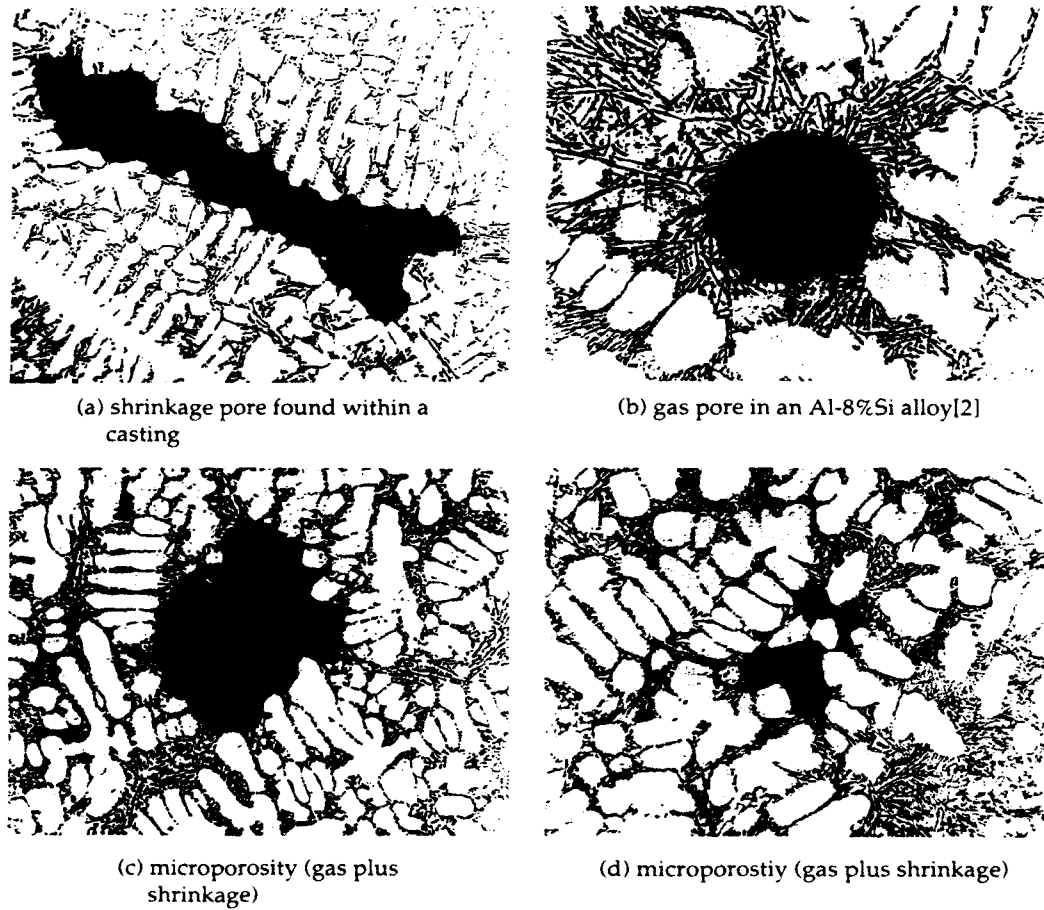 (a) shrinkage pore found within a
casting
(b) gas pore in an Al-8%Si alloy[2]
(c) microporosity (gas plus
shrinkage)
(d) microporostiy (gas plus shrinkage)